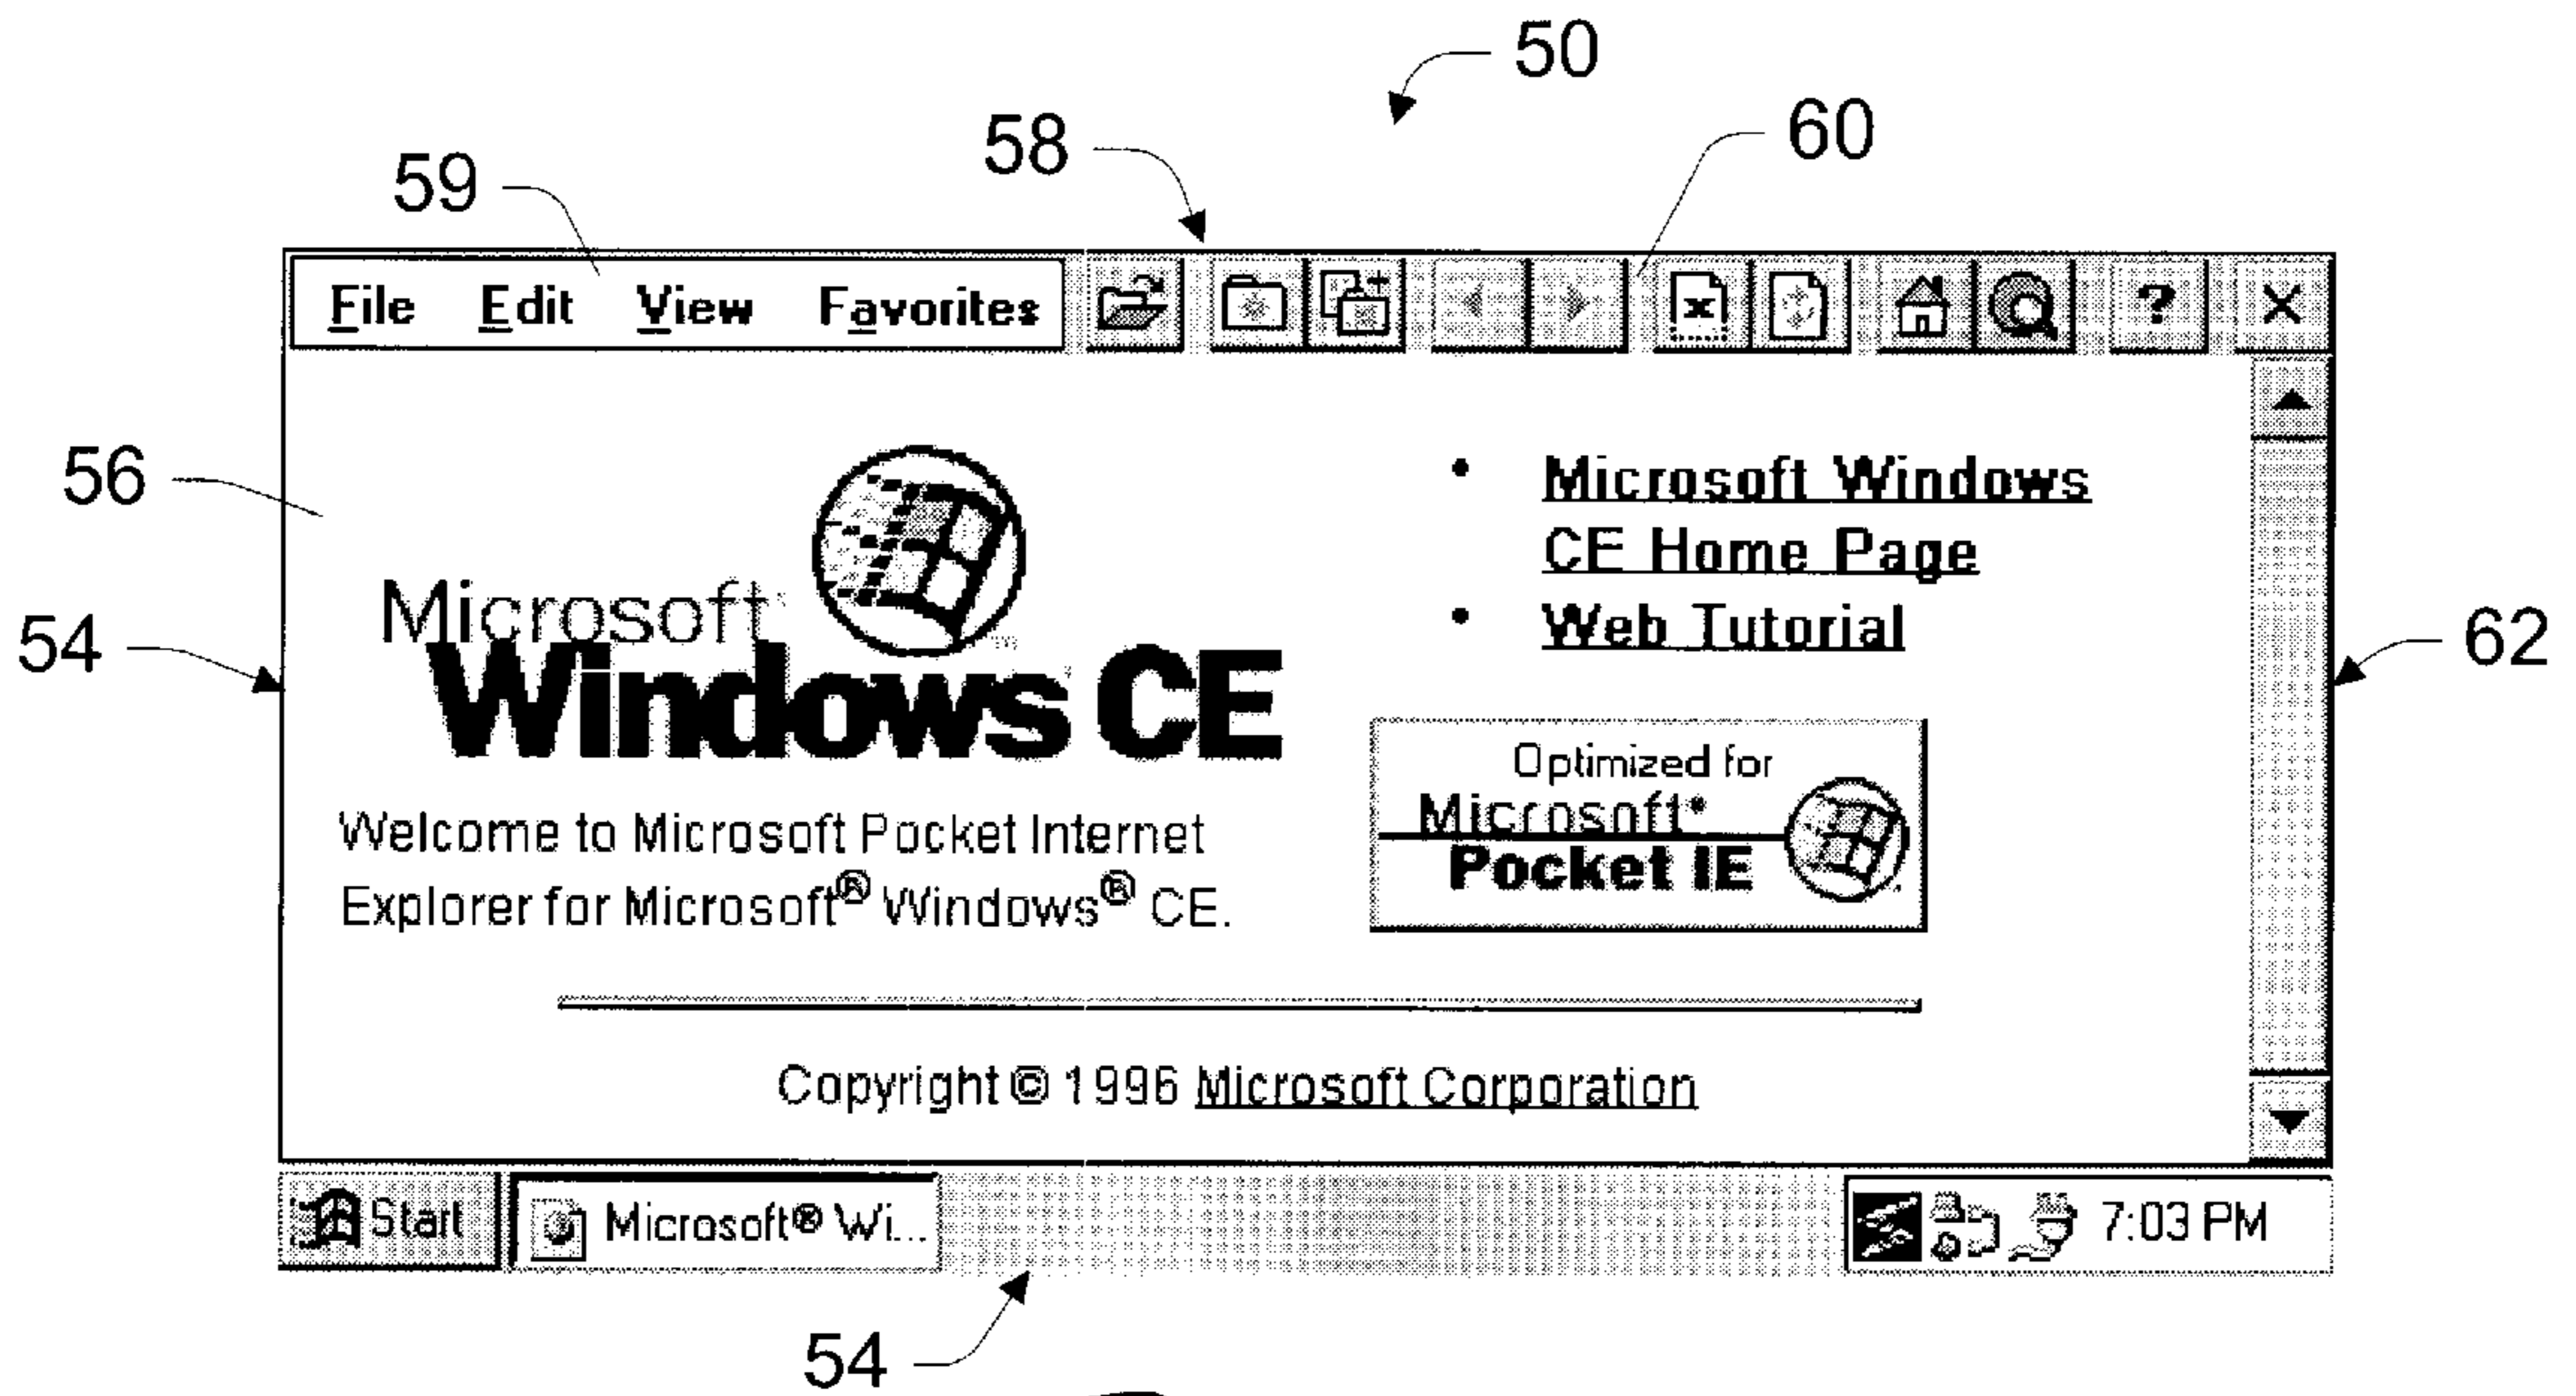 50
58
60
59
File Edit View Favorites ? X
56
Microsoft
Windows CE
• Microsoft Windows
CE Home Page
• Web Tutorial
54
62
Optimized for
Microsoft
Pocket IE
Welcome to Microsoft Pocket Internet
Explorer for Microsoft® Windows® CE.
Copyright © 1996 Microsoft Corporation
Start Microsoft® Wi... 7:03 PM
54